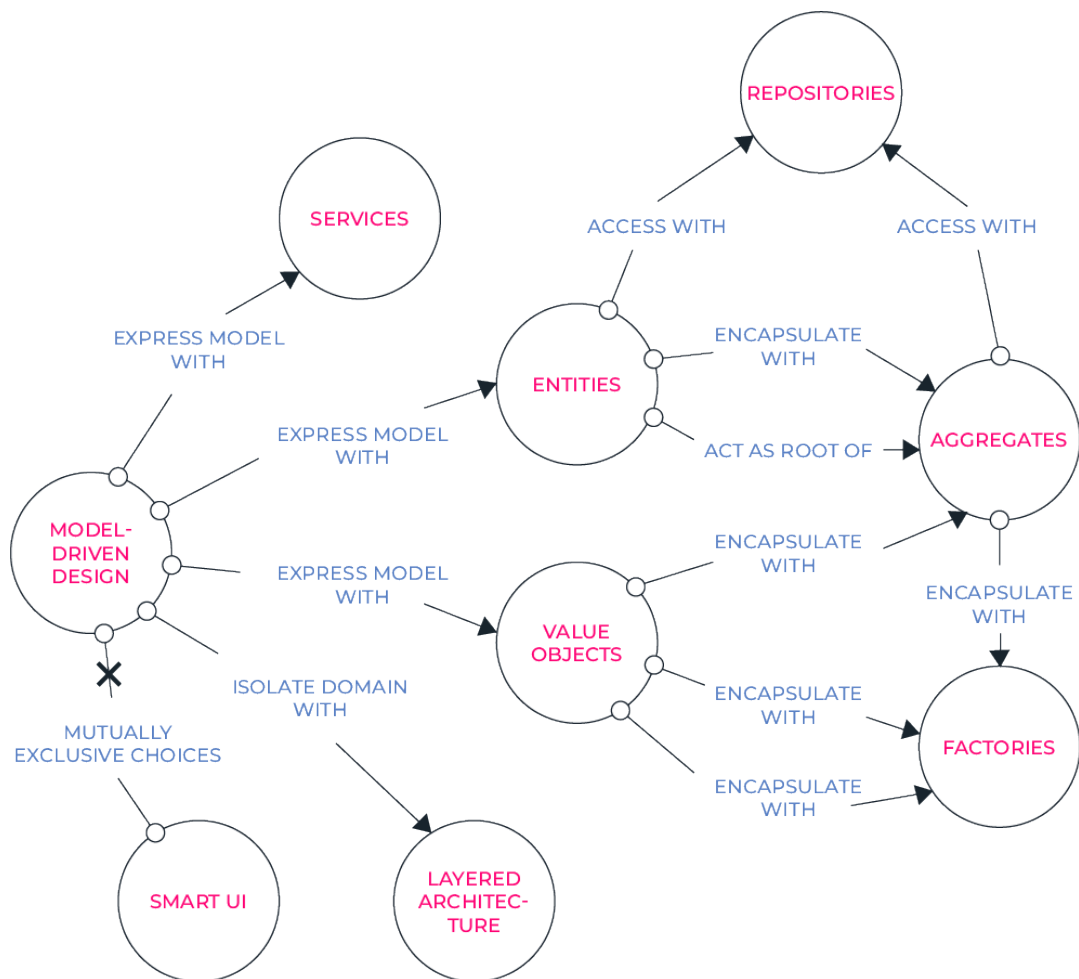 REPOSITORIES
SERVICES
ACCESS WITH
ACCESS WITH
EXPRESS MODEL
WITH
ENCAPSULATE
WITH
ENTITIES
EXPRESS MODEL
WITH
ACT AS ROOT OF
AGGREGATES
MODEL-
DRIVEN
DESIGN
EXPRESS MODEL
WITH
ENCAPSULATE
WITH
ENCAPSULATE
WITH
VALUE
OBJECTS
ISOLATE DOMAIN
WITH
ENCAPSULATE
WITH
MUTUALLY
EXCLUSIVE CHOICES
FACTORIES
ENCAPSULATE
WITH
SMART UI
LAYERED
ARCHITEC-
TURE